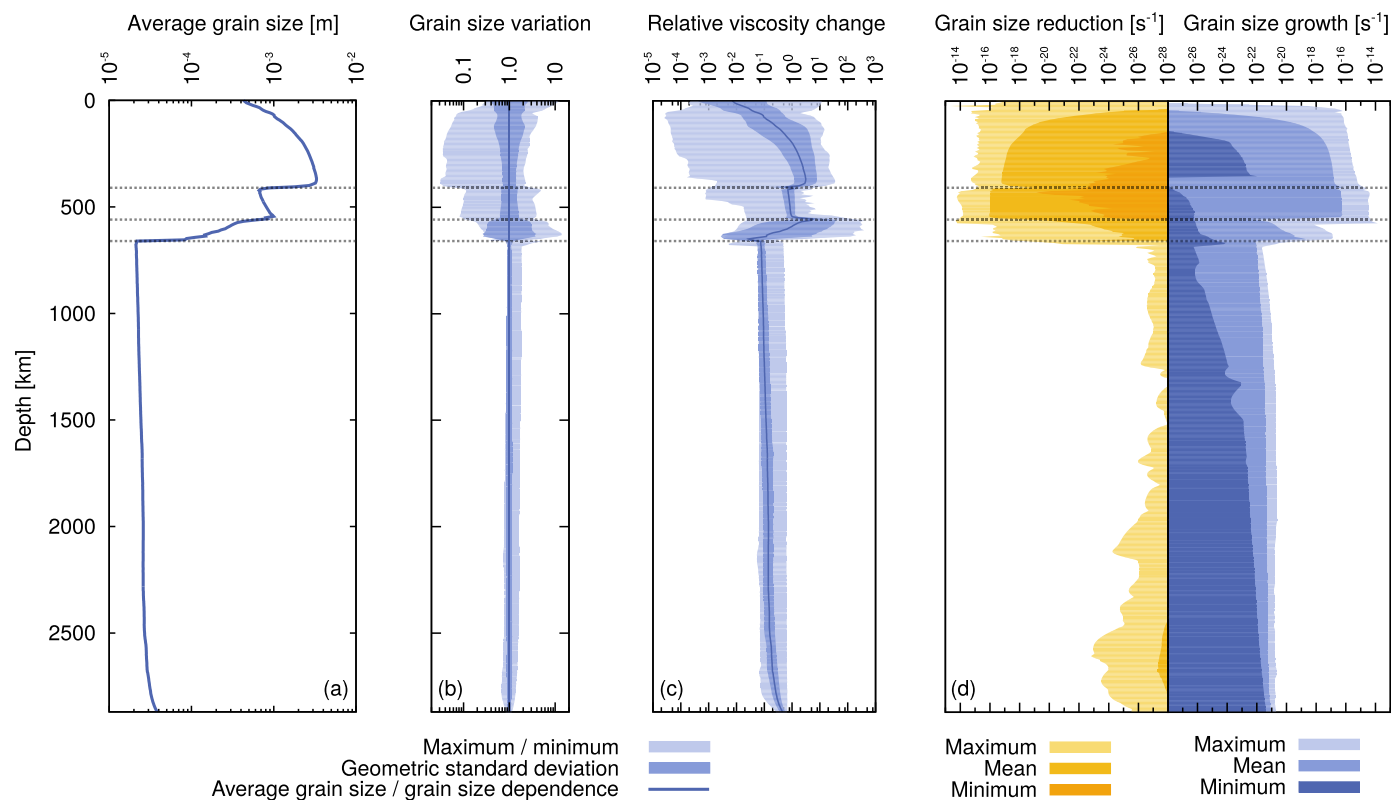 Average grain size [m]
Grain size variation
Relative viscosity change
Grain size reduction [s⁻¹]
Grain size growth [s⁻¹]
10⁻⁵ 10⁻⁴ 10⁻³ 10⁻²
0.1 1.0 10
10⁻⁵ 10⁻⁴ 10⁻³ 10⁻² 10⁻¹ 10⁰ 10¹ 10² 10³
10⁻¹⁴ 10⁻¹⁶ 10⁻¹⁸ 10⁻²⁰ 10⁻²² 10⁻²⁴ 10⁻²⁶ 10⁻²⁸ 10⁻²⁶ 10⁻²⁴ 10⁻²² 10⁻²⁰ 10⁻¹⁸ 10⁻¹⁶ 10⁻¹⁴
0
500
1000
1500
2000
2500
Depth [km]
(a)
(b)
(c)
(d)
Maximum / minimum
Geometric standard deviation
Average grain size / grain size dependence
Maximum
Mean
Minimum
Maximum
Mean
Minimum